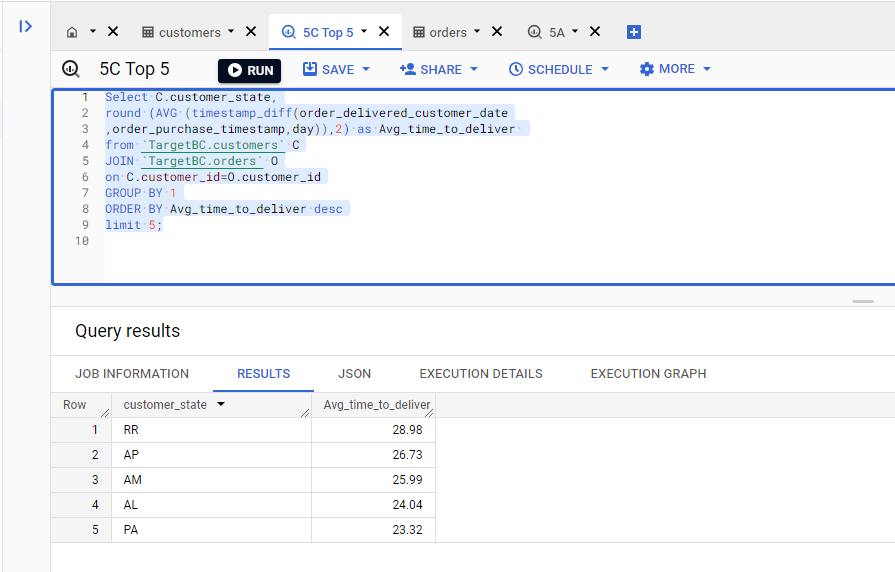 customers 5C Top 5 orders 5A
5C Top 5 RUN SAVE SHARE SCHEDULE MORE
1 Select C.customer_state,
2 round (AVG (timestamp_diff(order_delivered_customer_date
3 ,order_purchase_timestamp,day)),2) as Avg_time_to_deliver
4 from `TargetBC.customers` C
5 JOIN `TargetBC.orders` O
6 on C.customer_id=O.customer_id
7 GROUP BY 1
8 ORDER BY Avg_time_to_deliver desc
9 limit 5;
10
Query results
JOB INFORMATION RESULTS JSON EXECUTION DETAILS EXECUTION GRAPH
Row customer_state Avg_time_to_deliver
1 RR 28.98
2 AP 26.73
3 AM 25.99
4 AL 24.04
5 PA 23.32